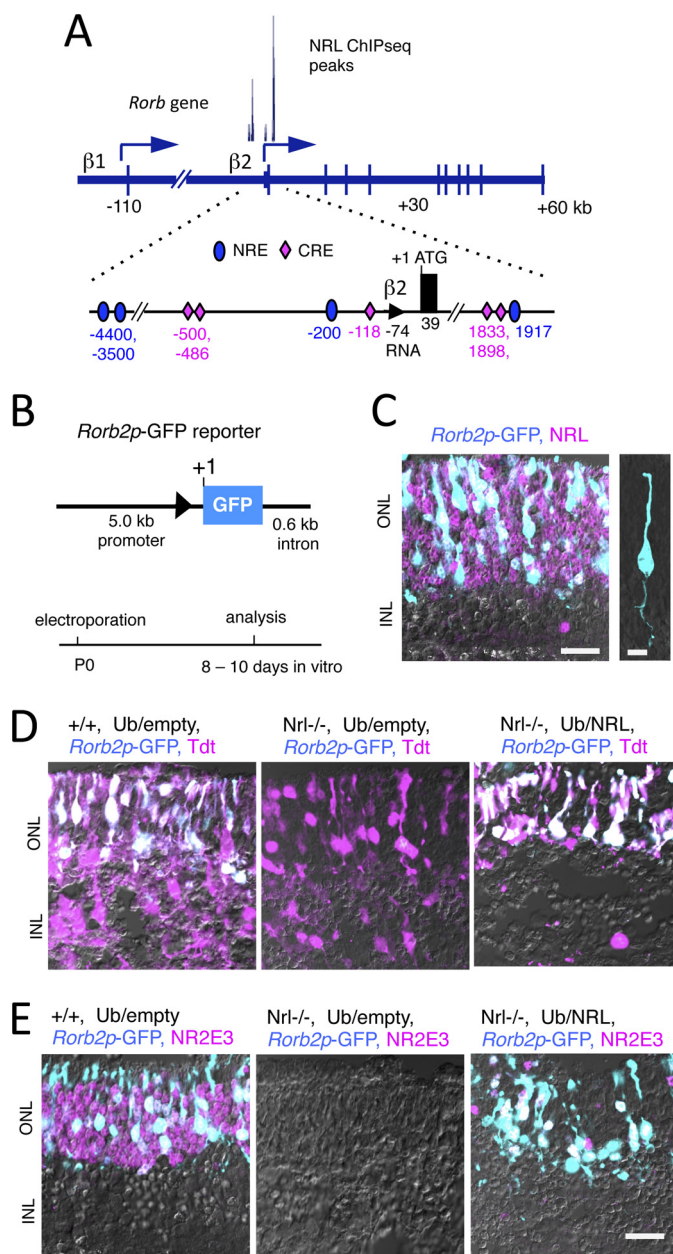 A
NRL ChIPseq
peaks
Rorb gene
β1
β2
-110
+30
+60 kb
NRE
CRE
+1 ATG
β2
-4400,
-3500
-500,
-486
-200
-118
-74
RNA
39
1833,
1898,
1917
B
Rorb2p-GFP reporter
+1
GFP
5.0 kb
promoter
0.6 kb
intron
electroporation
analysis
P0
8 – 10 days in vitro
C
Rorb2p-GFP, NRL
ONL
INL
D
+/+, Ub/empty,
Rorb2p-GFP, Tdt
Nrl-/-, Ub/empty,
Rorb2p-GFP, Tdt
Nrl-/-, Ub/NRL,
Rorb2p-GFP, Tdt
ONL
INL
E
+/+, Ub/empty
Rorb2p-GFP, NR2E3
Nrl-/-, Ub/empty,
Rorb2p-GFP, NR2E3
Nrl-/-, Ub/NRL,
Rorb2p-GFP, NR2E3
ONL
INL